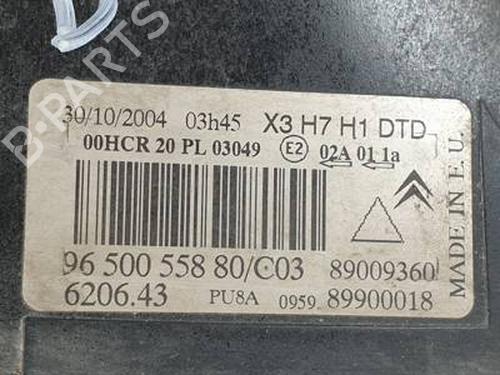 B-PARTS
30/10/2004 03h45 X3 H7 H1 DTD
00HCR 20 PL 03049 E2 02A 01 1a
96 500 558 80/C03 89009360
6206.43 PU8A 0959 89900018
MADE IN E.U.